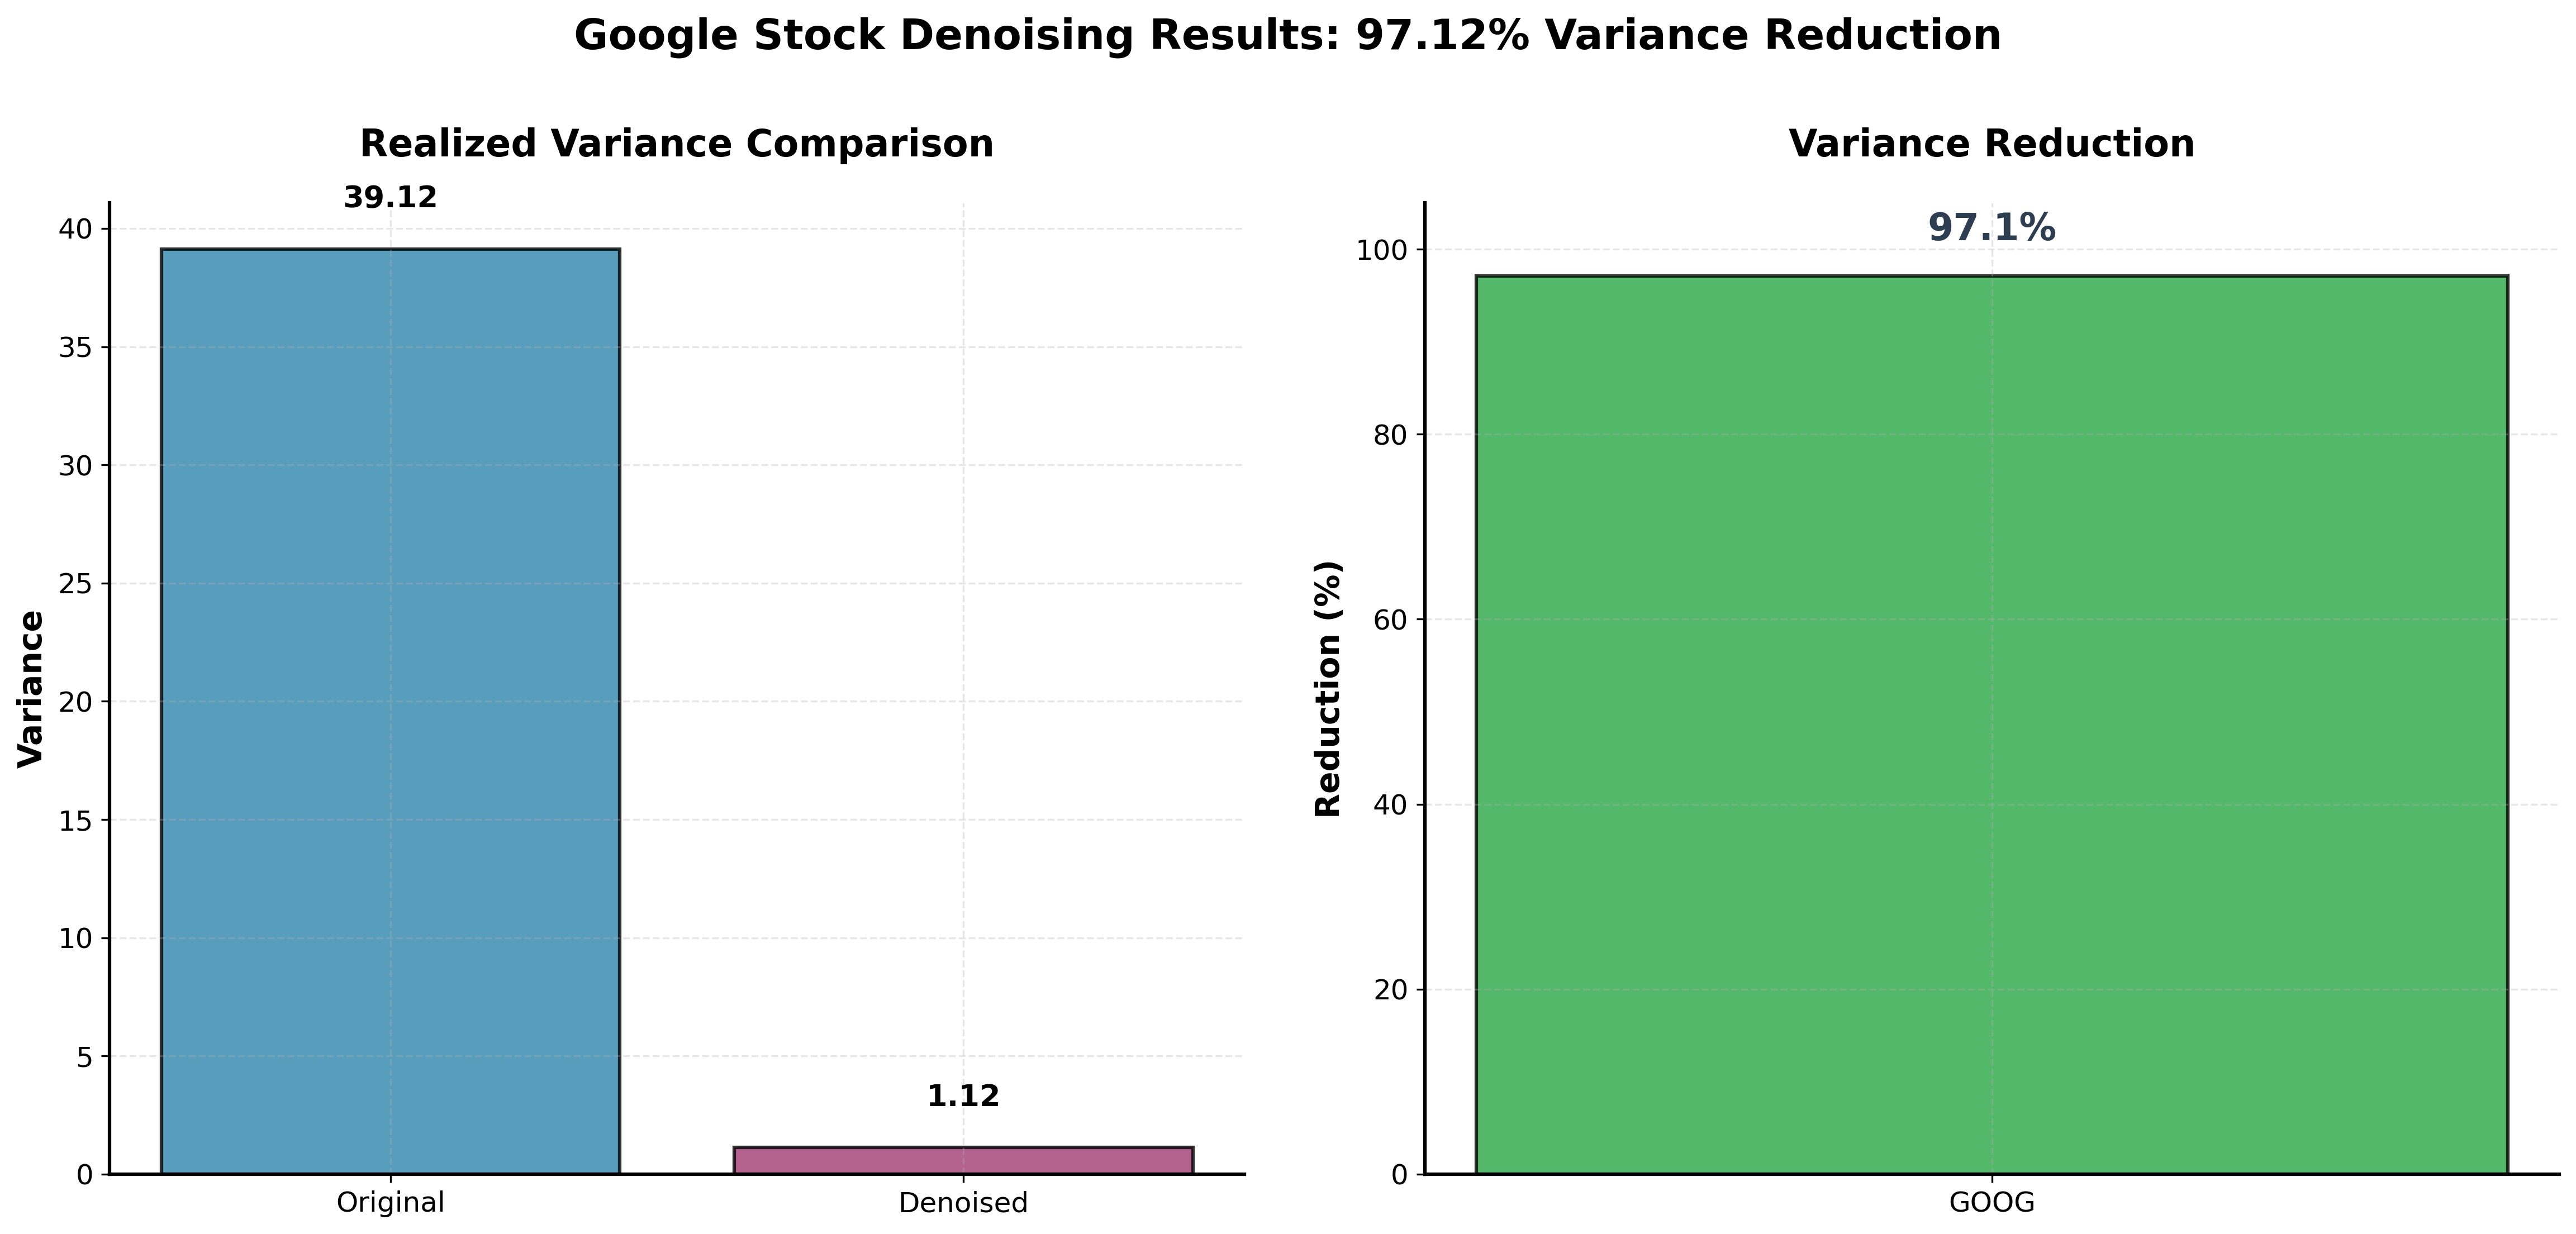 Google Stock Denoising Results: 97.12% Variance Reduction
Realized Variance Comparison
39.12
40
35
30
25
20
15
10
5
0
Variance
1.12
Original
Denoised
Variance Reduction
97.1%
100
80
60
40
20
0
Reduction (%)
GOOG